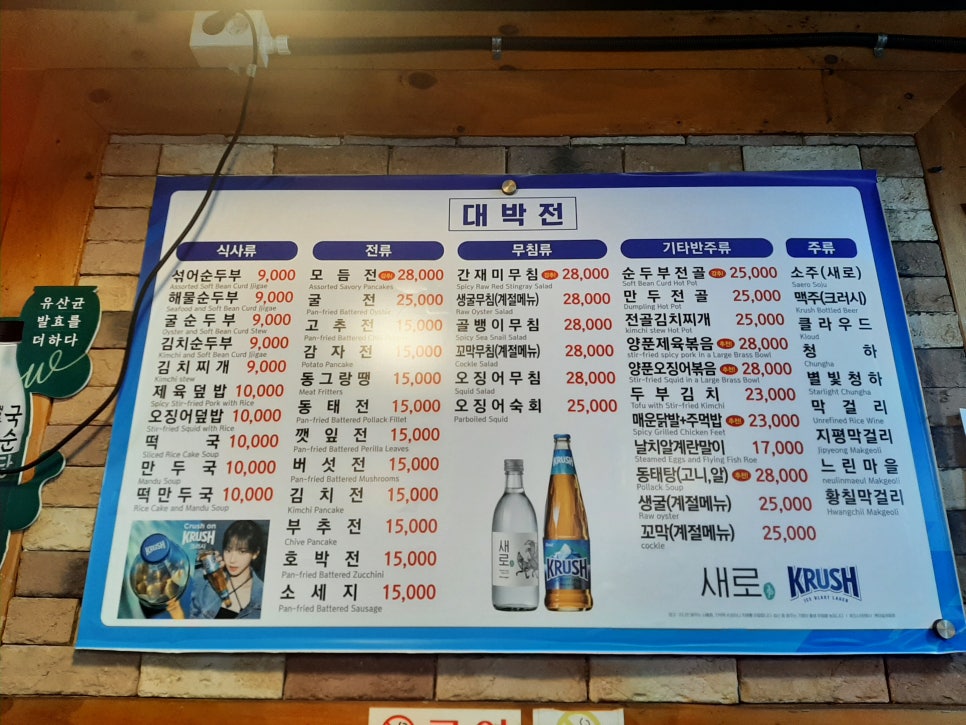 대박전
식사류
섞어순두부 9,000
Assorted Soft Bean Curd Jjigae
해물순두부 9,000
Seafood and Soft Bean Curd Jjigae
굴순두부 9,000
Oyster and Soft Bean Curd Stew
김치순두부 9,000
Kimchi and Soft Bean Curd Jjigae
김치찌개 9,000
Kimchi stew
제육덮밥 10,000
Spicy Stir-fried Pork with Rice
오징어덮밥 10,000
Stir-fried Squid with Rice
떡국 10,000
Sliced Rice Cake Soup
만두국 10,000
Mandu Soup
떡만두국 10,000
Rice Cake and Mandu Soup
Crush on
KRUSH
전류
모듬전 28,000
Assorted Savory Pancakes
굴전 25,000
Pan-fried Battered Oyster
고추전 15,000
Pan-fried Battered
감자전 15,000
Potato Pancake
동그랑땡 15,000
Meat Fritters
동태전 15,000
Pan-fried Battered Pollack Fillet
깻잎전 15,000
Pan-fried Battered Perilla Leaves
버섯전 15,000
Pan-fried Battered Mushrooms
김치전 15,000
Kimchi Pancake
부추전 15,000
Chive Pancake
호박전 15,000
Pan-fried Battered Zucchini
소세지 15,000
Pan-fried Battered Sausage
무침류
간재미무침 28,000
Spicy Raw Red Stingray Salad
생굴무침(계절메뉴) 28,000
Raw Oyster Salad
골뱅이무침 28,000
Spicy Sea Snail Salad
꼬막무침(계절메뉴) 28,000
Cockle Salad
오징어무침 28,000
Squid Salad
오징어숙회 25,000
Parboiled Squid
새로
KRUSH
기타반주류
순두부전골 25,000
Soft Bean Curd Hot Pot
만두전골 25,000
Dumpling Hot Pot
전골김치찌개 25,000
kimchi stew Hot Pot
양푼제육볶음 추천! 28,000
stir-fried spicy pork In a Large Brass Bowl
양푼오징어볶음 추천! 28,000
Stir-fried Squid in a Large Brass Bowl
두부김치 23,000
Tofu with Stir-fried Kimchi
매운닭발+주먹밥 추천! 23,000
Spicy Grilled Chicken Feet
날치알계란말이 17,000
Steamed Eggs and Flying Fish Roe
동태탕(고니,알) 추천! 28,000
Pollack Soup
생굴(계절메뉴) 25,000
Raw oyster
꼬막(계절메뉴) 25,000
cockle
주류
소주(새로)
Saero Soju
맥주(크러시)
Krush Bottled Beer
클라우드
Kloud
청하
Chungha
별빛청하
Starlight Chungha
막걸리
Unrefined Rice Wine
지평막걸리
Jipyeong Makgeoli
느린마을
neulinmaeul Makgeoli
황칠막걸리
Hwangchil Makgeoli
새로
KRUSH
유산균
발효를
더하다